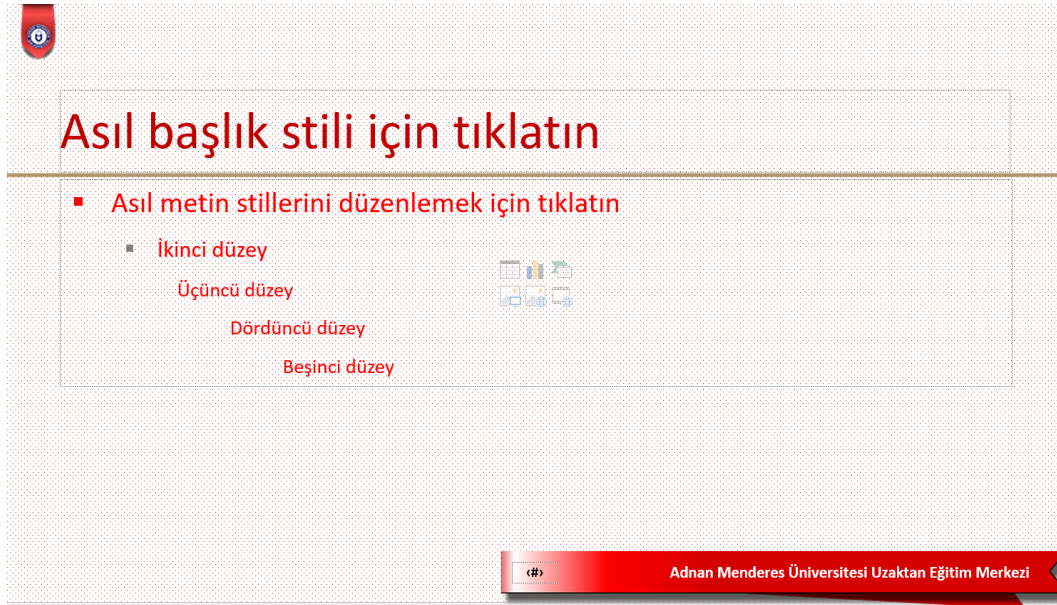 Asıl başlık stili için tıklatın
Asıl metin stillerini düzenlemek için tıklatın
İkinci düzey
Üçüncü düzey
Dördüncü düzey
Beşinci düzey
‹#›
Adnan Menderes Üniversitesi Uzaktan Eğitim Merkezi